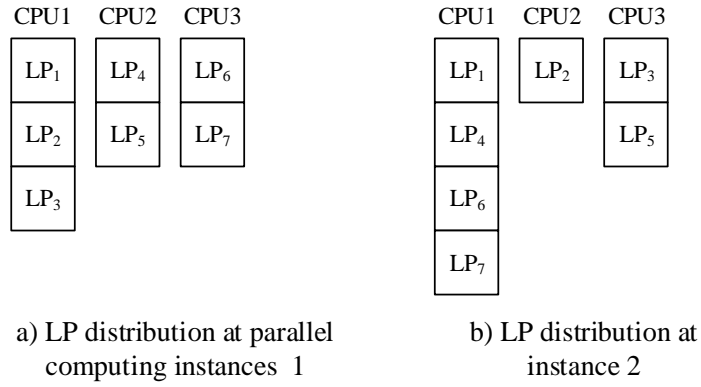 CPU1 CPU2 CPU3
LP₁ LP₄ LP₆
LP₂ LP₅ LP₇
LP₃
a) LP distribution at parallel
computing instances 1
CPU1 CPU2 CPU3
LP₁ LP₂ LP₃
LP₄ LP₅
LP₆
LP₇
b) LP distribution at
instance 2